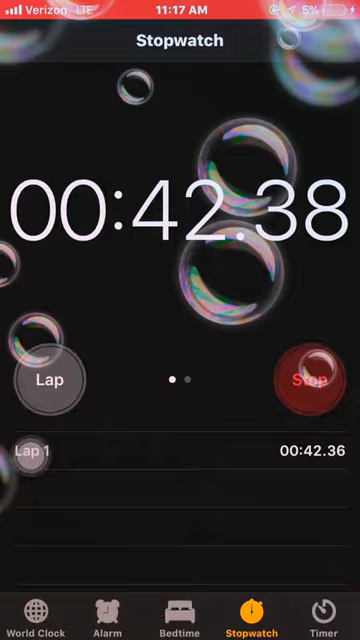 Verizon LTE 11:17 AM 5%
Stopwatch
00:42.38
Lap Stop
Lap 1 00:42.36
World Clock Alarm Bedtime Stopwatch Timer